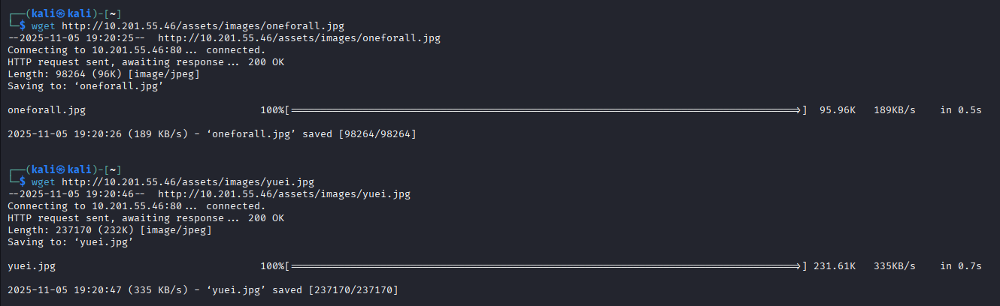 ┌──(kali㉿kali)-[~]
└─$ wget http://10.201.55.46/assets/images/oneforall.jpg
--2025-11-05 19:20:25--  http://10.201.55.46/assets/images/oneforall.jpg
Connecting to 10.201.55.46:80... connected.
HTTP request sent, awaiting response... 200 OK
Length: 98264 (96K) [image/jpeg]
Saving to: ‘oneforall.jpg’
oneforall.jpg 100%[===================================================>] 95.96K 189KB/s in 0.5s
2025-11-05 19:20:26 (189 KB/s) - ‘oneforall.jpg’ saved [98264/98264]
┌──(kali㉿kali)-[~]
└─$ wget http://10.201.55.46/assets/images/yuei.jpg
--2025-11-05 19:20:46--  http://10.201.55.46/assets/images/yuei.jpg
Connecting to 10.201.55.46:80... connected.
HTTP request sent, awaiting response... 200 OK
Length: 237170 (232K) [image/jpeg]
Saving to: ‘yuei.jpg’
yuei.jpg 100%[===================================================>] 231.61K 335KB/s in 0.7s
2025-11-05 19:20:47 (335 KB/s) - ‘yuei.jpg’ saved [237170/237170]